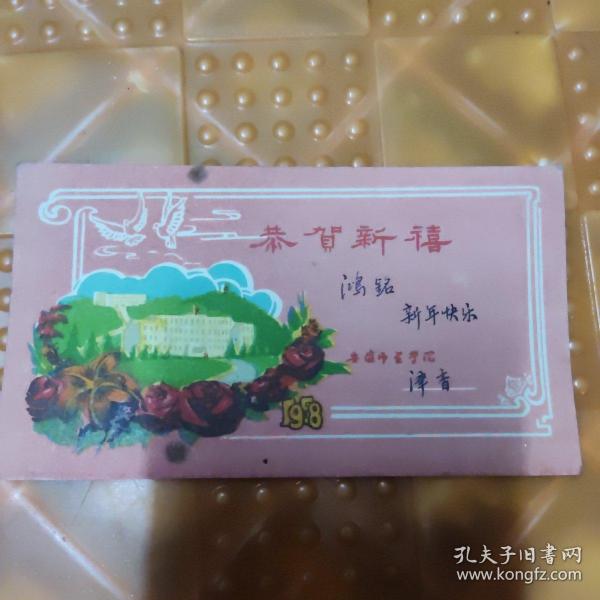 恭贺新禧
鸿铭
新年快乐
安徽中医学院
泽青
1978
孔夫子旧书网
www.kongfz.com